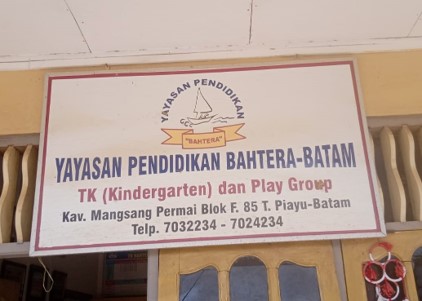 YAYASAN PENDIDIKAN
"BAHTERA"
YAYASAN PENDIDIKAN BAHTERA-BATAM
TK (Kindergarten) dan Play Group
Kav. Mangsang Permai Blok F. 85 T. Piayu-Batam
Telp. 7032234 - 7024234